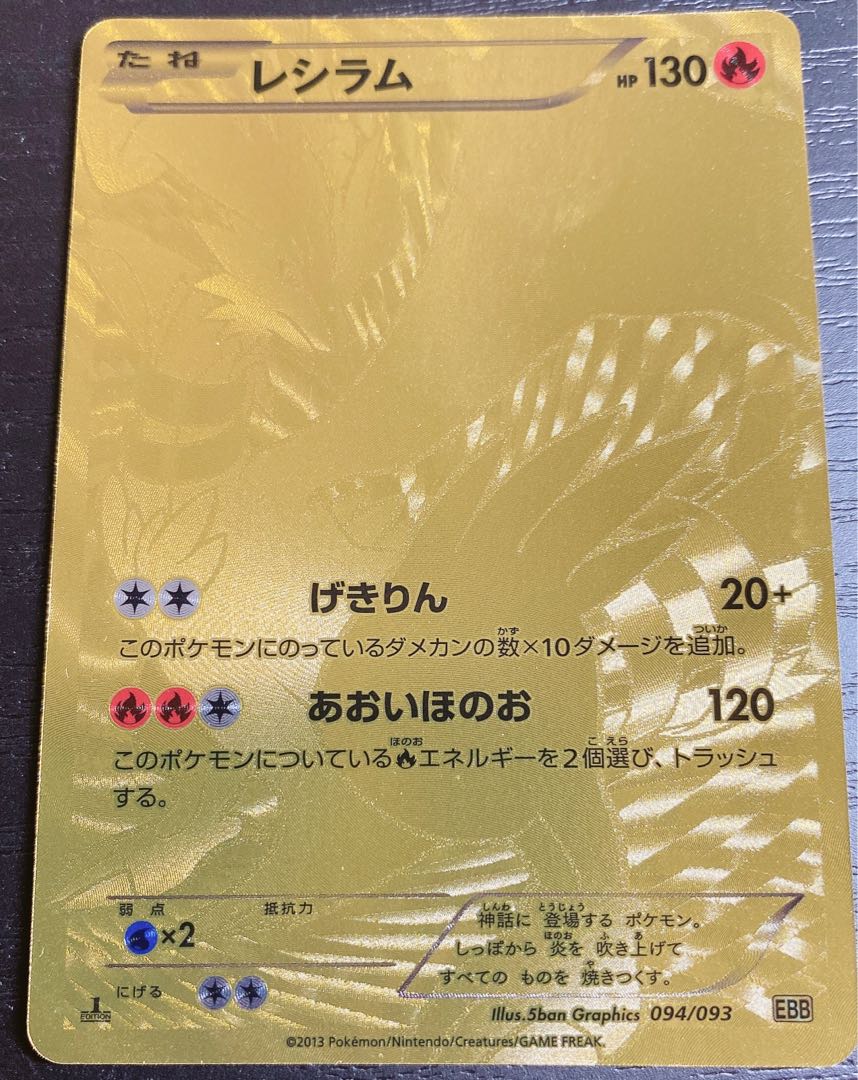 たね レシラム HP130
げきりん 20+
このポケモンにのっているダメカンの数×10ダメージを追加。
あおいほのお 120
このポケモンについているエネルギーを2個選び、トラッシュ
する。
弱点 抵抗力
×2
にげる
神話に 登場する ポケモン。
しっぽから 炎を 吹き上げて
すべての ものを 焼きつくす。
1 EDITION
Illus.5ban Graphics 094/093 EBB
©2013 Pokémon/Nintendo/Creatures/GAME FREAK.